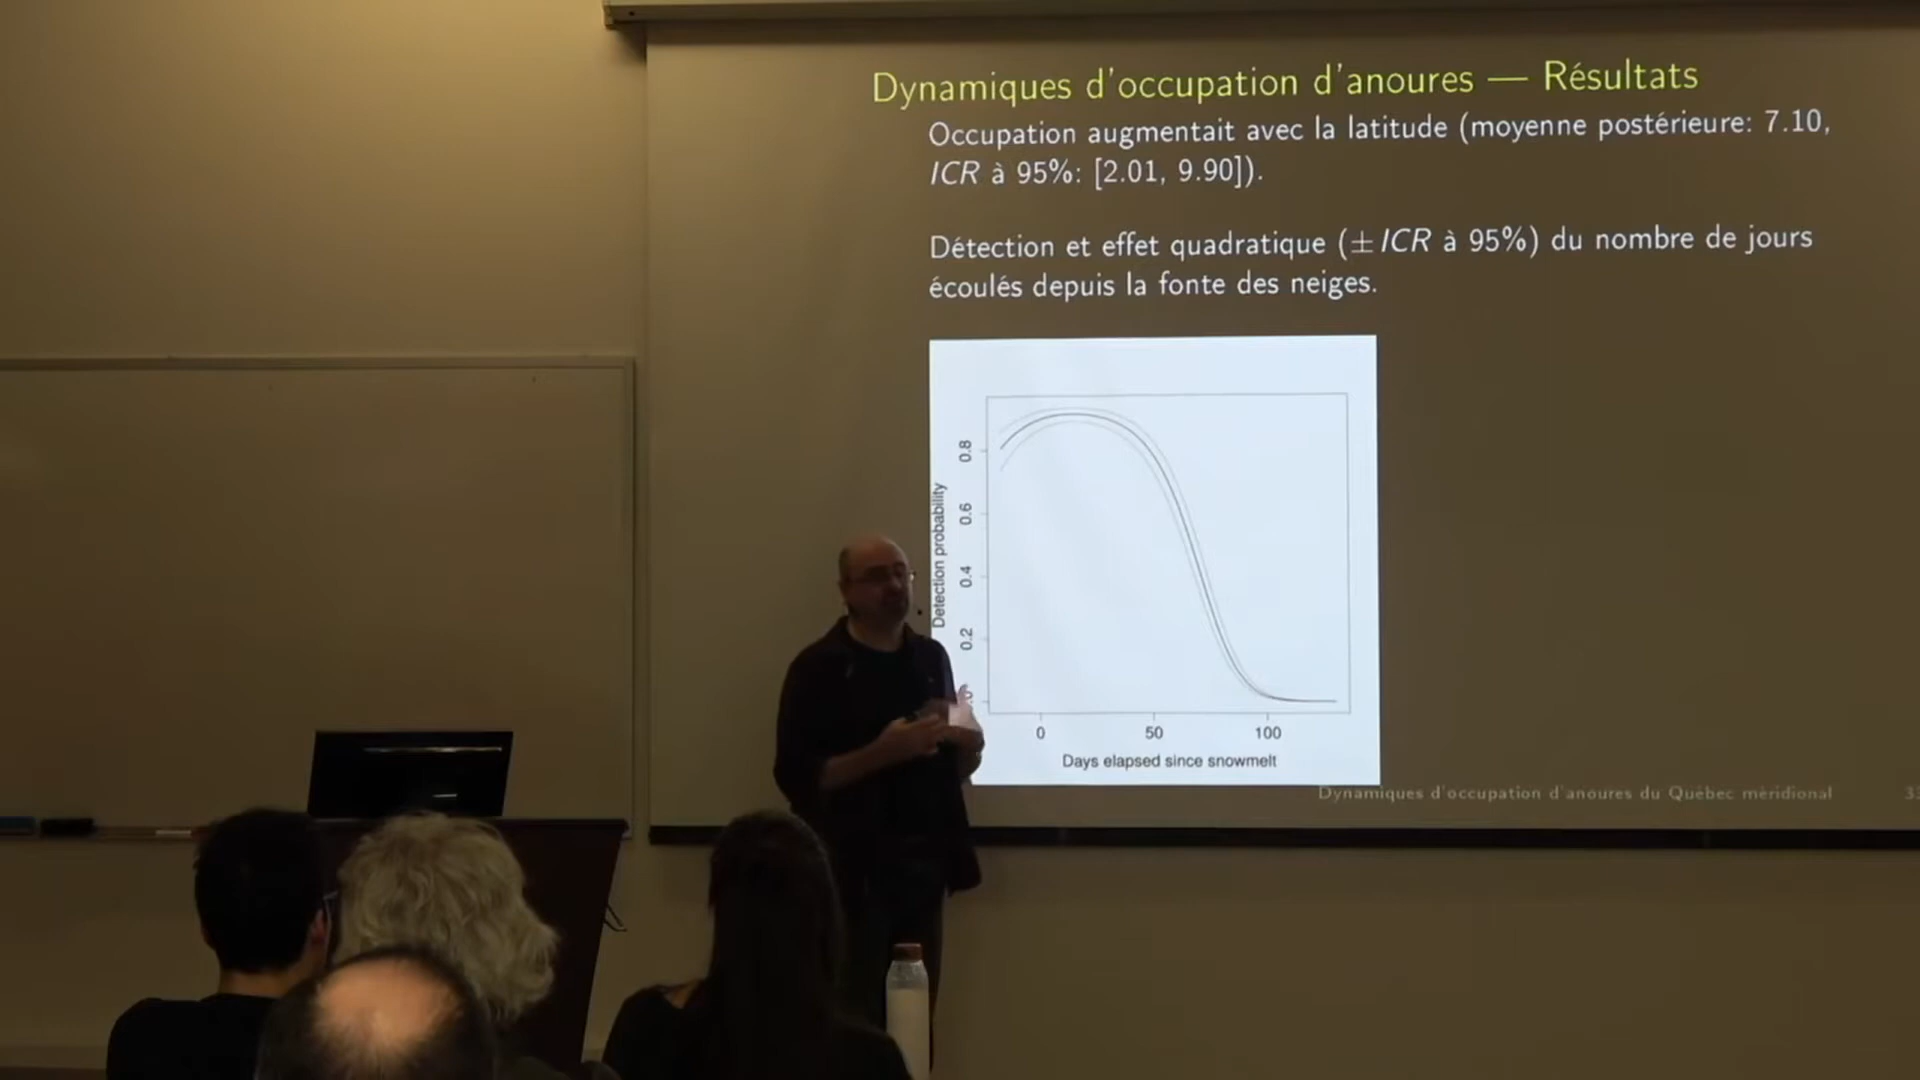 Dynamiques d'occupation d'anoures — Résultats
Occupation augmentait avec la latitude (moyenne postérieure: 7.10,
ICR à 95%: [2.01, 9.90]).
Détection et effet quadratique (± ICR à 95%) du nombre de jours
écoulés depuis la fonte des neiges.
Detection probability
0.8
0.6
0.4
0.2
0 50 100
Days elapsed since snowmelt
Dynamiques d'occupation d'anoures du Québec méridional